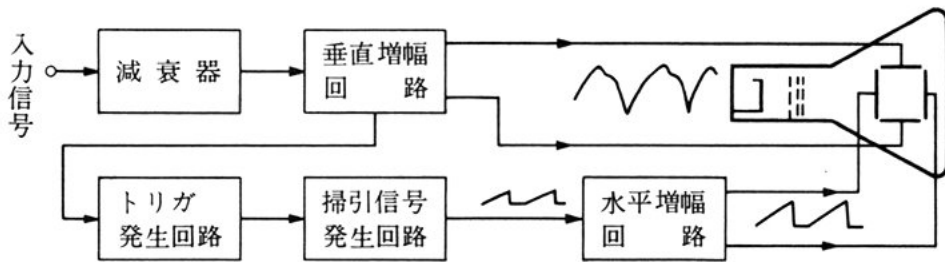 入力信号
減衰器
垂直増幅
回路
トリガ
発生回路
掃引信号
発生回路
水平増幅
回路